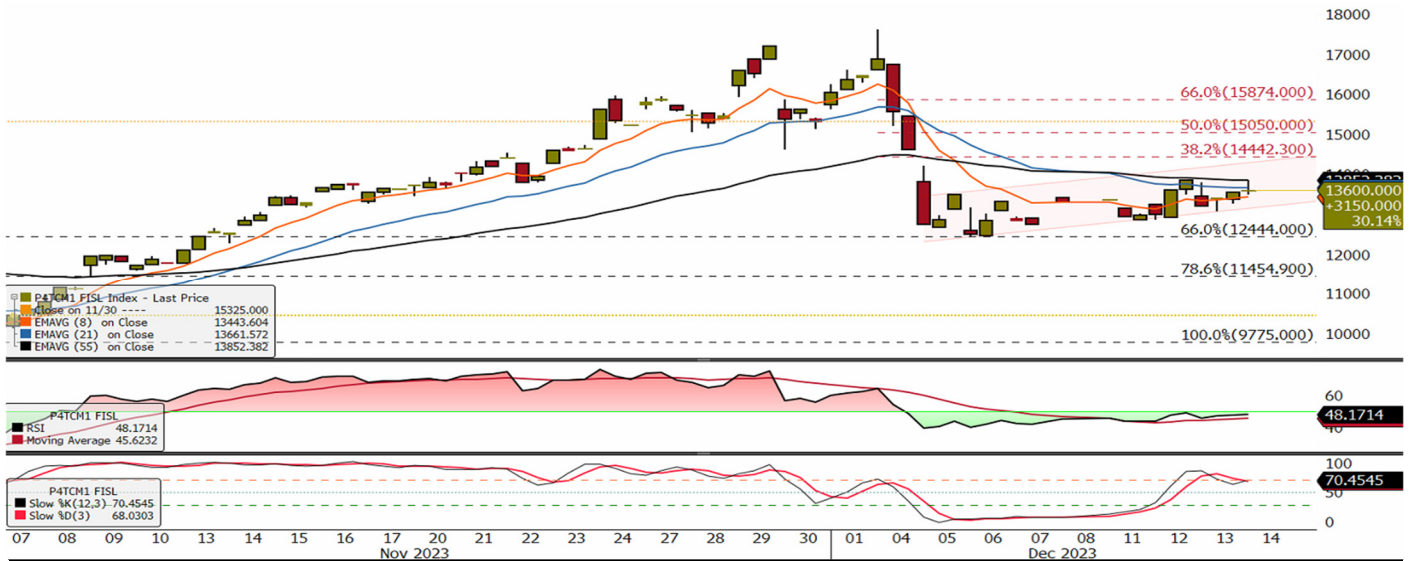 18000
17000
16000
15000
12000
11000
10000
66.0%(15874.000)
50.0%(15050.000)
38.2%(14442.300)
66.0%(12444.000)
78.6%(11454.900)
100.0%(9775.000)
13600.000
+3150.000
30.14%
P4TCM1 FISL Index - Last Price
Close on 11/30 ---- 15325.000
EMAVG (8) on Close 13443.604
EMAVG (21) on Close 13661.572
EMAVG (55) on Close 13852.382
60
48.1714
P4TCM1 FISL
RSI 48.1714
Moving Average 45.6232
100
70.4545
50
0
P4TCM1 FISL
Slow %K(12,3) 70.4545
Slow %D(3) 68.0303
07 08 09 10 13 14 15 16 17 20 21 22 23 24 27 28 29 30 01 04 05 06 07 08 11 12 13 14
Nov 2023 Dec 2023